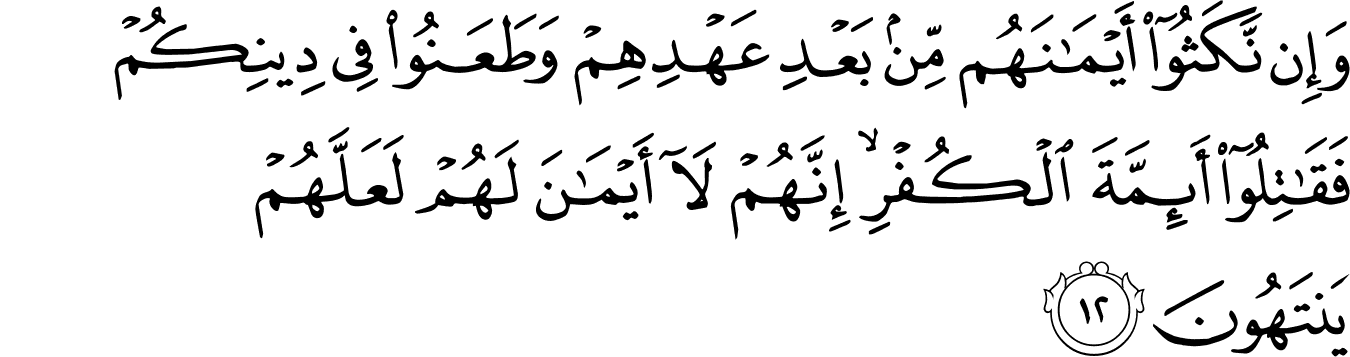 وَإِن نَّكَثُوٓا۟ أَيْمَـٰنَهُم مِّنۢ بَعْدِ عَهْدِهِمْ وَطَعَنُوا۟ فِى دِينِكُمْ
فَقَـٰتِلُوٓا۟ أَئِمَّةَ ٱلْكُفْرِ ۙ إِنَّهُمْ لَآ أَيْمَـٰنَ لَهُمْ لَعَلَّهُمْ
يَنتَهُونَ ١٢